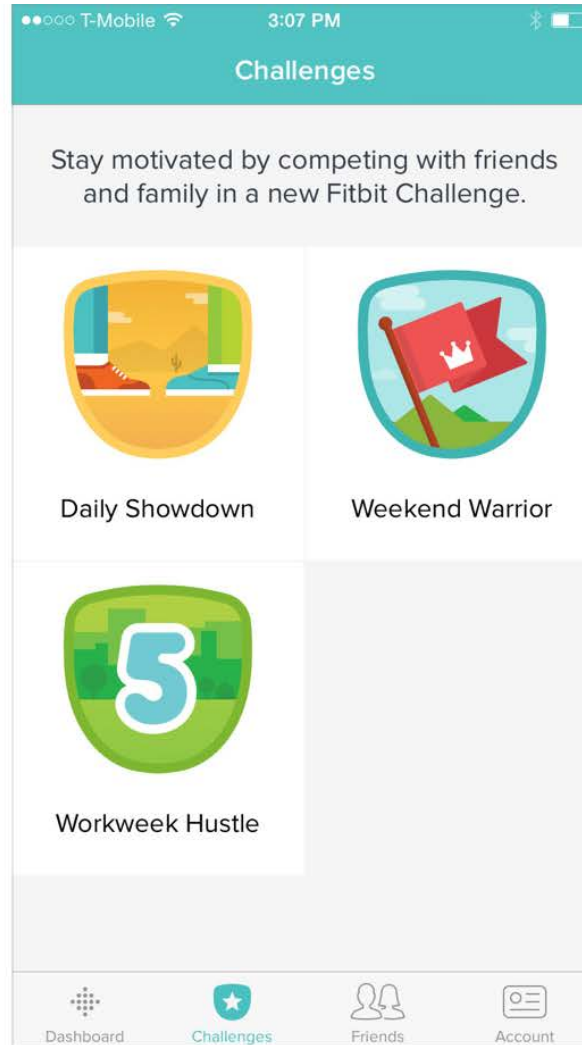 T-Mobile 3:07 PM
Challenges
Stay motivated by competing with friends
and family in a new Fitbit Challenge.
Daily Showdown Weekend Warrior
5
Workweek Hustle
Dashboard Challenges Friends Account